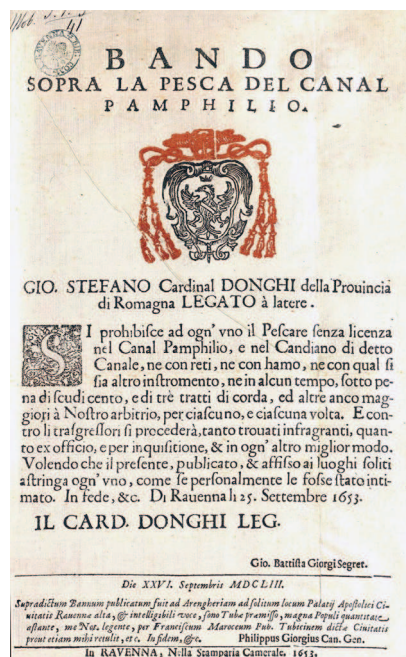 41
BANDO
SOPRA LA PESCA DEL CANAL
PAMPHILIO.
GIO. STEFANO Cardinal DONGHI della Prouincia
di Romagna LEGATO à latere.
SI prohibisce ad ogn' vno il Pescare senza licenza
nel Canal Pamphilio, e nel Candiano di detto
Canale, ne con reti, ne con hamo, ne con qual si
sia altro instromento, ne in alcun tempo, sotto pe-
na di scudi cento, e di trè tratti di corda, ed altre anco mag-
giori à Nostro arbitrio, per ciascuno, e ciascuna volta. E con-
tro li trasgressori si procederà, tanto trouati infragranti, quan-
to ex officio, e per inquisitione, & in ogn' altro miglior modo.
Volendo che il presente, publicato, & affisso ai luoghi soliti
astringa ogn' vno, come se personalmente le fosse stato inti-
mato. In fede, &c. Di Rauenna li 25. Settembre 1653.
IL CARD. DONGHI LEG.
Gio. Battista Giorgi Segret.
Die XXVI. Septembris MDCLIII.
Supradictum Bannum publicatum fuit ad Arengheriam ad solitum locum Palatij Apostolici Ci-
uitatis Rauennæ alta, & intelligibili voce, sono Tubæ præmisso, magna Populi quantitate
astante, me Not. legente, per Franciscum Maroccum Pub. Tubicinem dictæ Ciuitatis
prout etiam mihi retulit, et c. In fidem, &c. Philippus Giorgius Can. Gen.
In RAVENNA, Nella Stamparia Camerale. 1653.